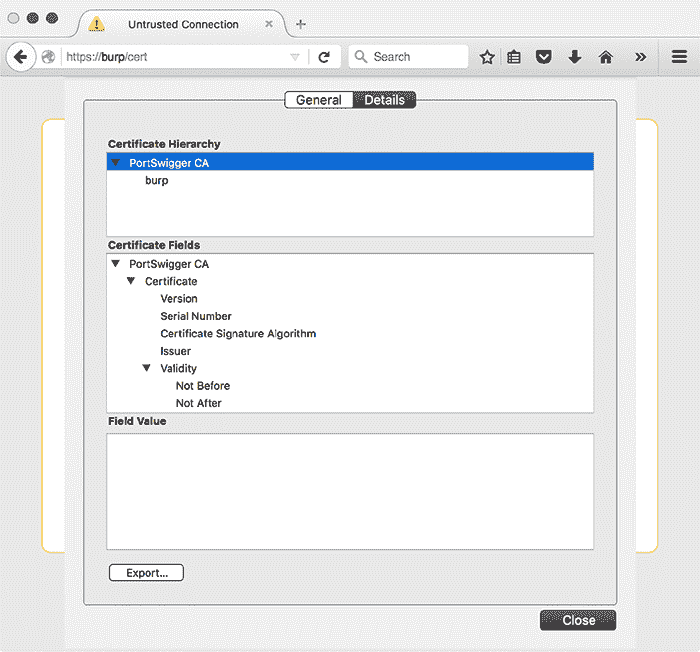 Untrusted Connection
https://burp/cert
Search
General Details
Certificate Hierarchy
PortSwigger CA
burp
Certificate Fields
PortSwigger CA
Certificate
Version
Serial Number
Certificate Signature Algorithm
Issuer
Validity
Not Before
Not After
Field Value
Export...
Close